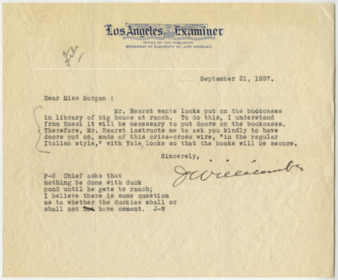 File
Los Angeles Examiner
OFFICE OF THE PUBLISHER
BROADWAY AT ELEVENTH ST, LOS ANGELES
September 21, 1927.
Dear Miss Morgan :
Mr. Hearst wants locks put on the bookcases
in library of big house at ranch. To do this, I understand
from Rossi it will be necessary to put doors on the bookcases.
Therefore, Mr. Hearst instructs me to ask you kindly to have
doors put on, made of this criss-cross wire, "in the regular
Italian style," with Yale locks so that the books will be secure.
Sincerely,
JWillicombe
P-S Chief asks that
nothing be done with duck
pond until he gets to ranch;
I believe there is some question
as to whether the duckies shall or
shall not have cement. J-W